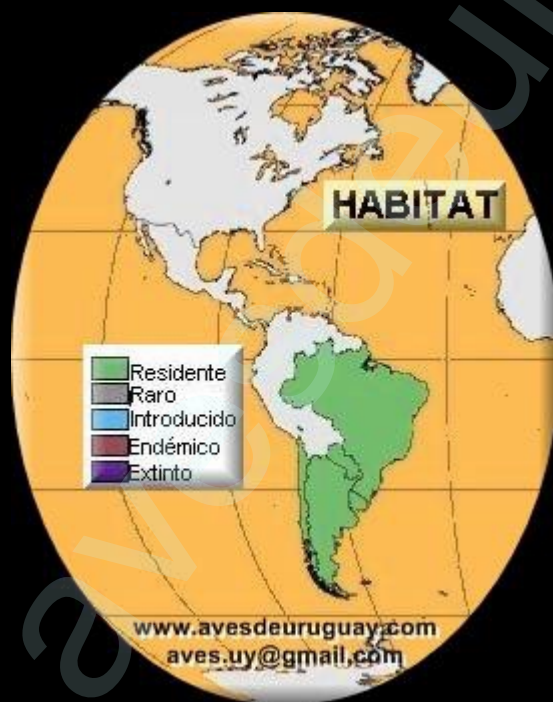 HABITAT
Residente
Raro
Introducido
Endémico
Extinto
www.avesdeuruguay.com
aves.uy@gmail.com